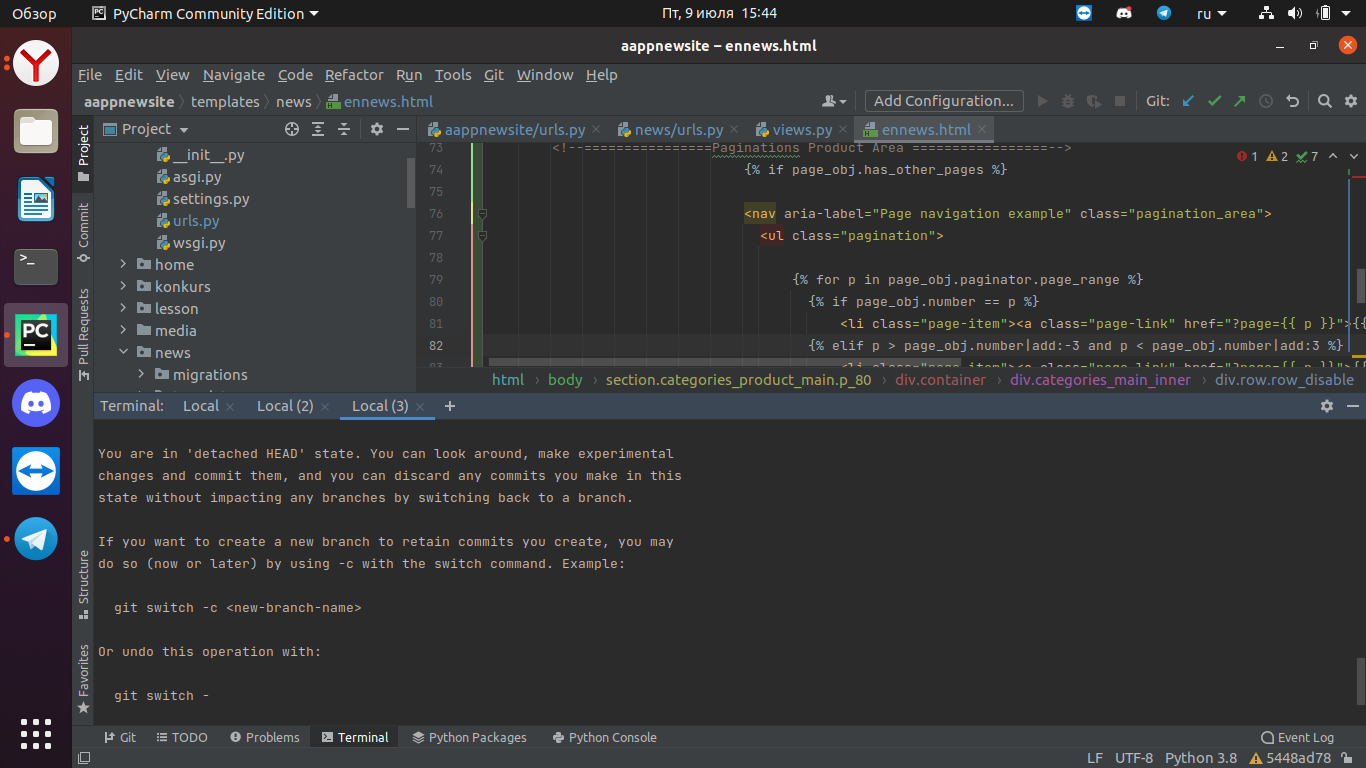 Обзор
PyCharm Community Edition
Пт, 9 июля 15:44
ru
aappnewsite – ennews.html
File Edit View Navigate Code Refactor Run Tools Git Window Help
aappnewsite templates news ennews.html
Add Configuration...
Git:
Project
aappnewsite/urls.py
news/urls.py
views.py
ennews.html
Project
Commit
Pull Requests
Structure
Favorites
__init__.py
asgi.py
settings.py
urls.py
wsgi.py
home
konkurs
lesson
media
news
migrations
1 2 7
73 <!--================Paginations Product Area =================-->
74 {% if page_obj.has_other_pages %}
75
76 <nav aria-label="Page navigation example" class="pagination_area">
77 <ul class="pagination">
78
79 {% for p in page_obj.paginator.page_range %}
80 {% if page_obj.number == p %}
81 <li class="page-item"><a class="page-link" href="?page={{ p }}">{{
82 {% elif p > page_obj.number|add:-3 and p < page_obj.number|add:3 %}
html body section.categories_product_main.p_80 div.container div.categories_main_inner div.row.row_disable
Terminal: Local Local (2) Local (3)
You are in 'detached HEAD' state. You can look around, make experimental
changes and commit them, and you can discard any commits you make in this
state without impacting any branches by switching back to a branch.
If you want to create a new branch to retain commits you create, you may
do so (now or later) by using -c with the switch command. Example:
git switch -c <new-branch-name>
Or undo this operation with:
git switch -
Git TODO Problems Terminal Python Packages Python Console Event Log
LF UTF-8 Python 3.8 5448ad78